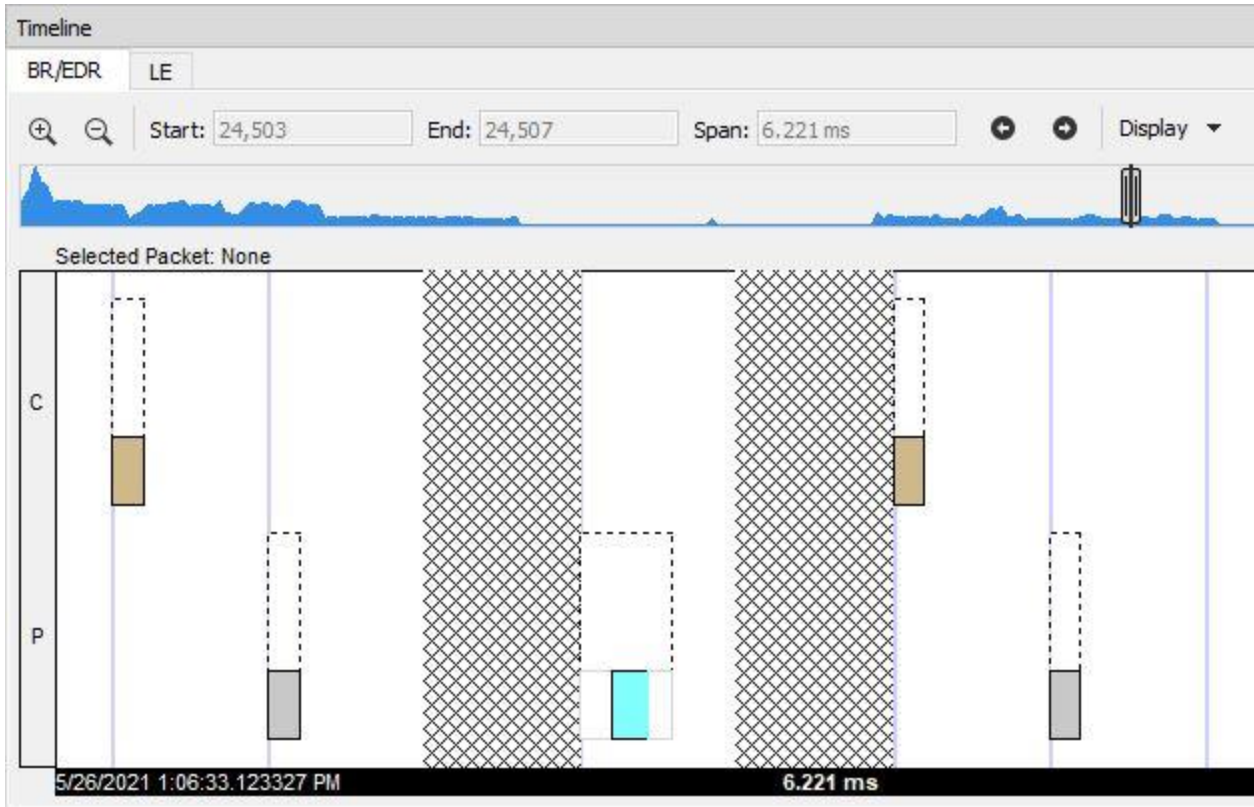 Timeline
BR/EDR LE
Start: 24,503 End: 24,507 Span: 6.221 ms Display
Selected Packet: None
C
P
5/26/2021 1:06:33.123327 PM 6.221 ms